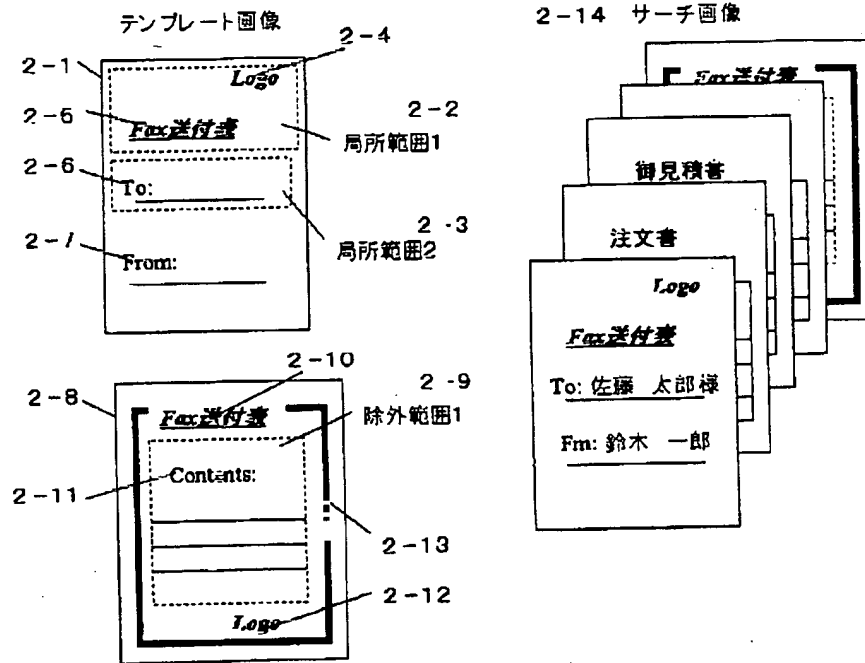 テンプレート画像
2-4
2-1
Logo
2-5
Fax送付表
2-2
局所範囲1
2-6
To:
2-3
局所範囲2
2-7
From:
2-10
2-8
2-9
除外範囲1
Fax送付表
2-11
Contents:
2-13
2-12
Logo
2-14 サーチ画像
Fax送付表
御見積書
注文書
Logo
Fax送付表
To: 佐藤 太郎様
Fm: 鈴木 一郎